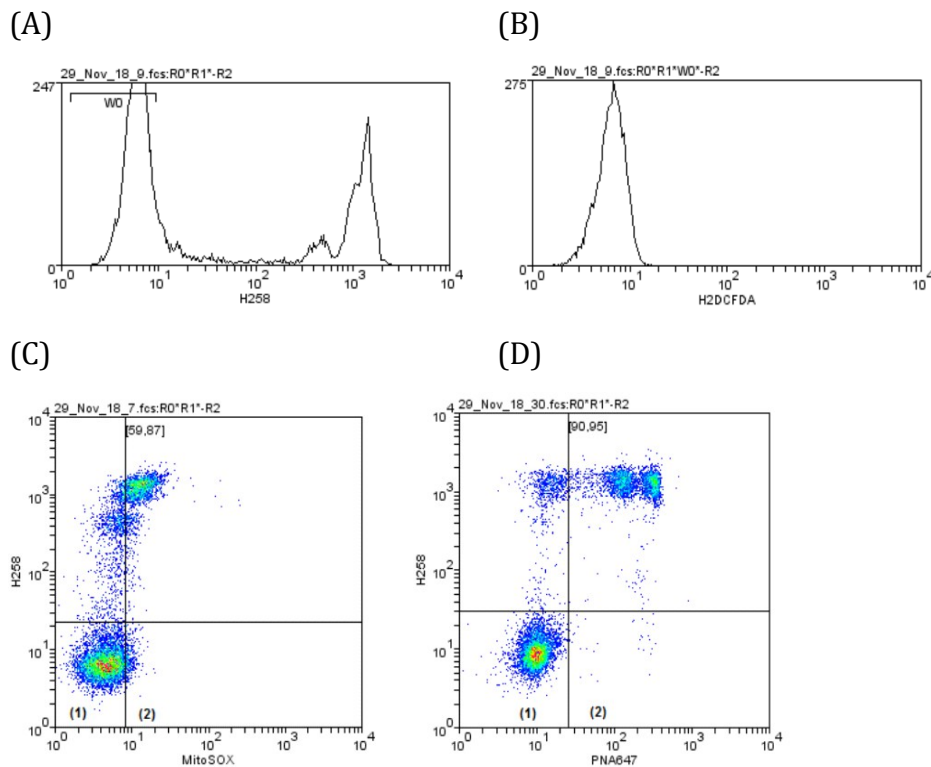 (A)
29_Nov_18_9.fcs:R0*R1*-R2
247
W0
0
10^0 10^1 10^2 10^3 10^4
H258
(B)
29_Nov_18_9.fcs:R0*R1*W0*-R2
275
0
10^0 10^1 10^2 10^3 10^4
H2DCFDA
(C)
29_Nov_18_7.fcs:R0*R1*-R2
[59,87]
10^4
10^3
10^2
10^1
10^0
H258
(1) (2)
10^0 10^1 10^2 10^3 10^4
MitoSOX
(D)
29_Nov_18_30.fcs:R0*R1*-R2
[90,95]
10^4
10^3
10^2
10^1
10^0
H258
(1) (2)
10^0 10^1 10^2 10^3 10^4
PNA647